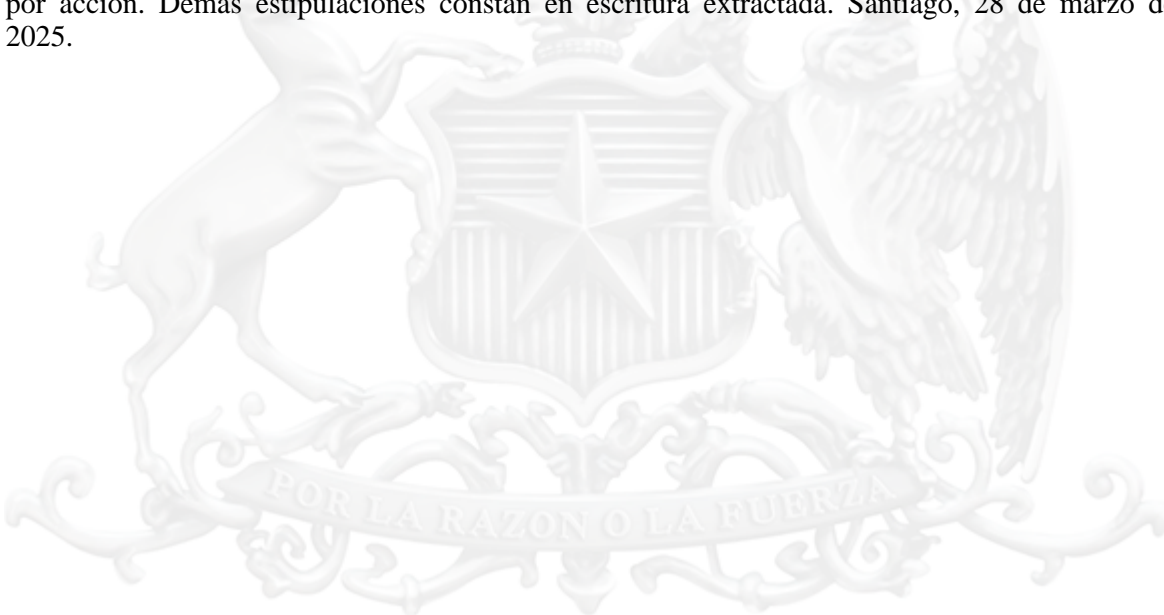 por acción. Demás estipulaciones constan en escritura extractada. Santiago, 28 de marzo d
2025.
POR LA RAZON O LA FUERZA